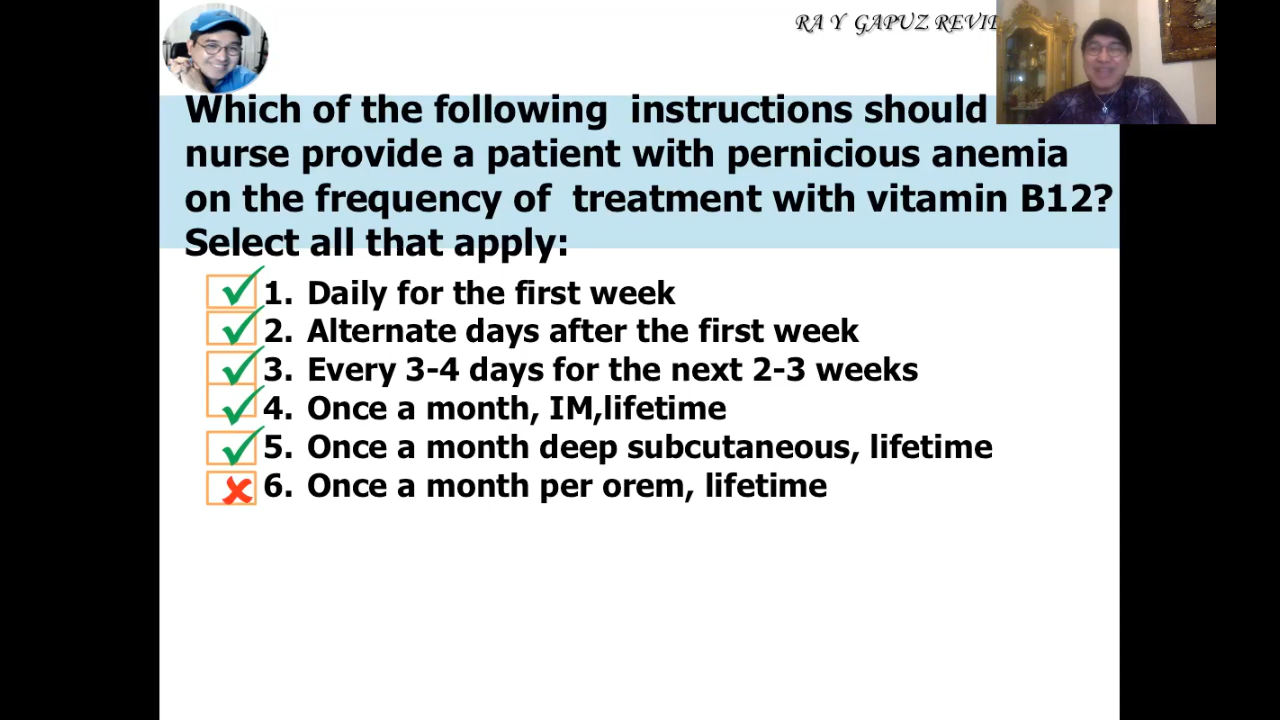 RAY GAPUZ
Which of the following instructions should
nurse provide a patient with pernicious anemia
on the frequency of treatment with vitamin B12?
Select all that apply:
1. Daily for the first week
2. Alternate days after the first week
3. Every 3-4 days for the next 2-3 weeks
4. Once a month, IM,lifetime
5. Once a month deep subcutaneous, lifetime
6. Once a month per orem, lifetime